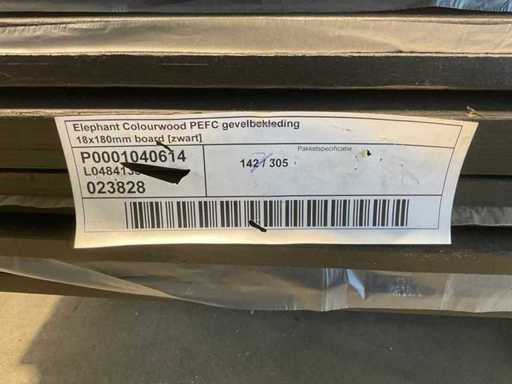 Elephant Colourwood PEFC gevelbekleding
18x180mm board [zwart]
P0001040614
Pakketspecificatie
142 / 305
023828